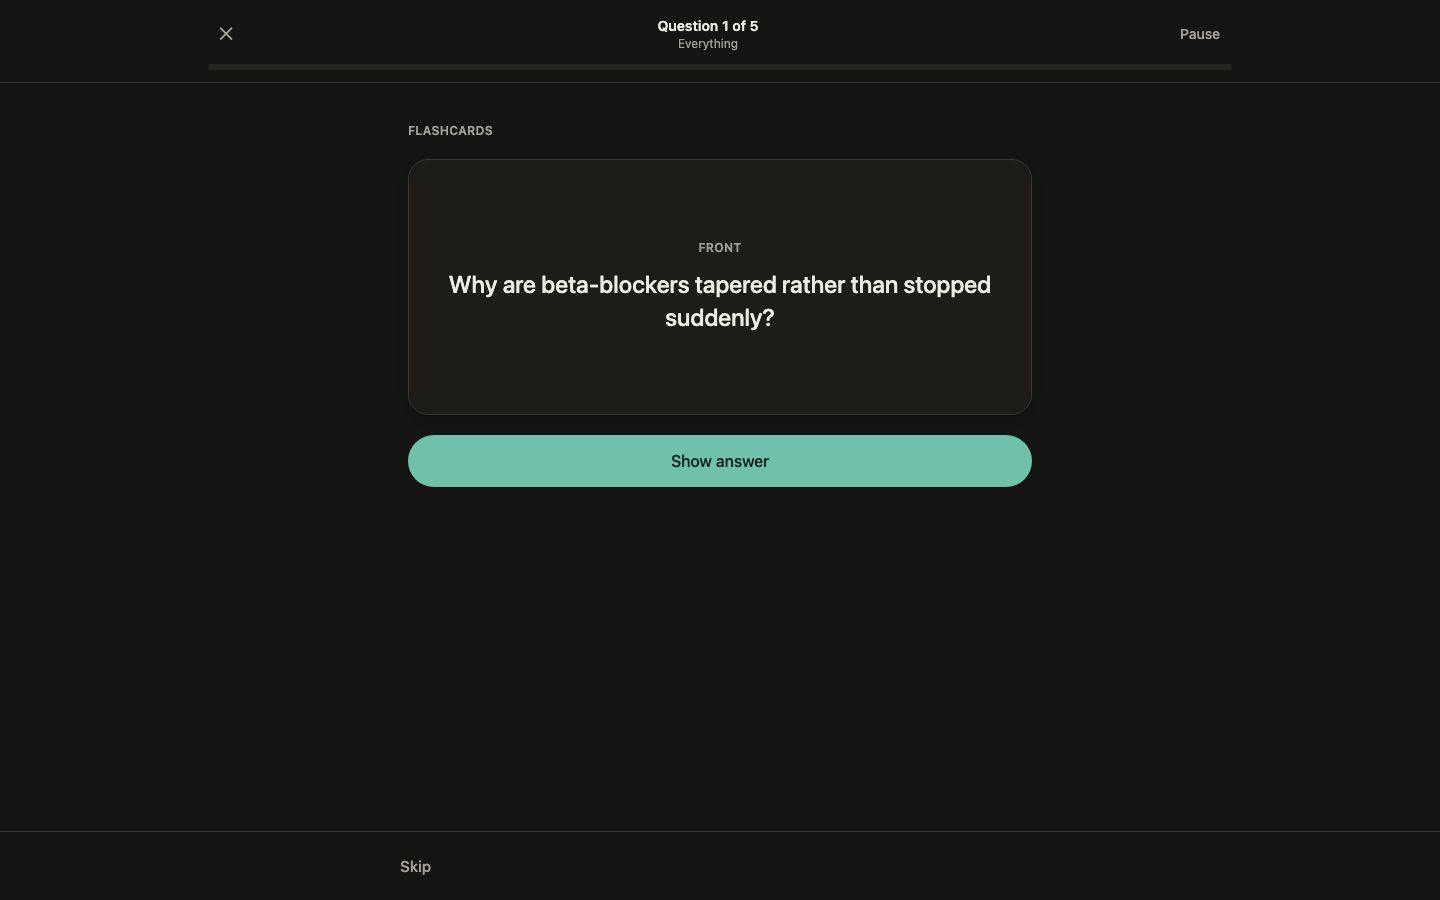 Question 1 of 5
Everything
Pause
FLASHCARDS
FRONT
Why are beta-blockers tapered rather than stopped
suddenly?
Show answer
Skip